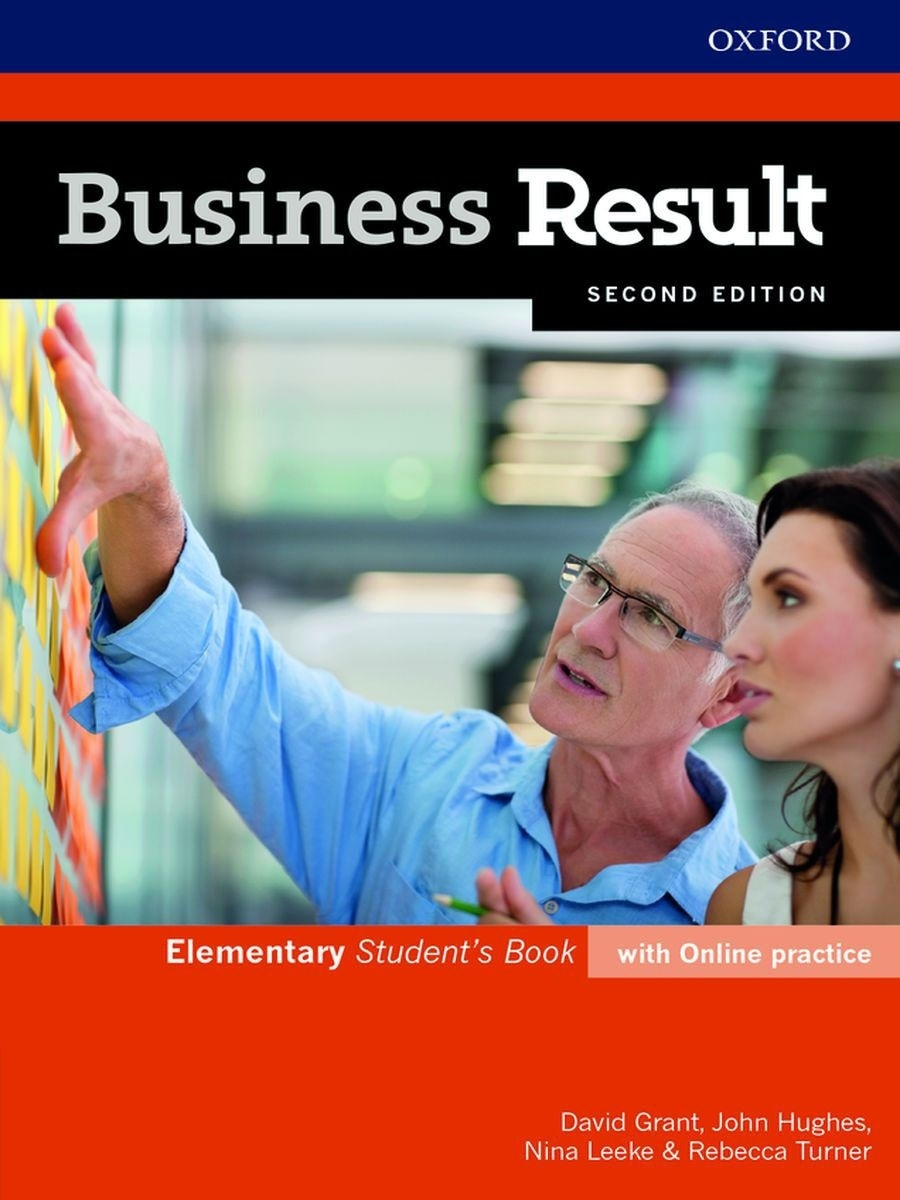 OXFORD
Business Result
SECOND EDITION
Elementary Student's Book
with Online practice
David Grant, John Hughes,
Nina Leeke & Rebecca Turner